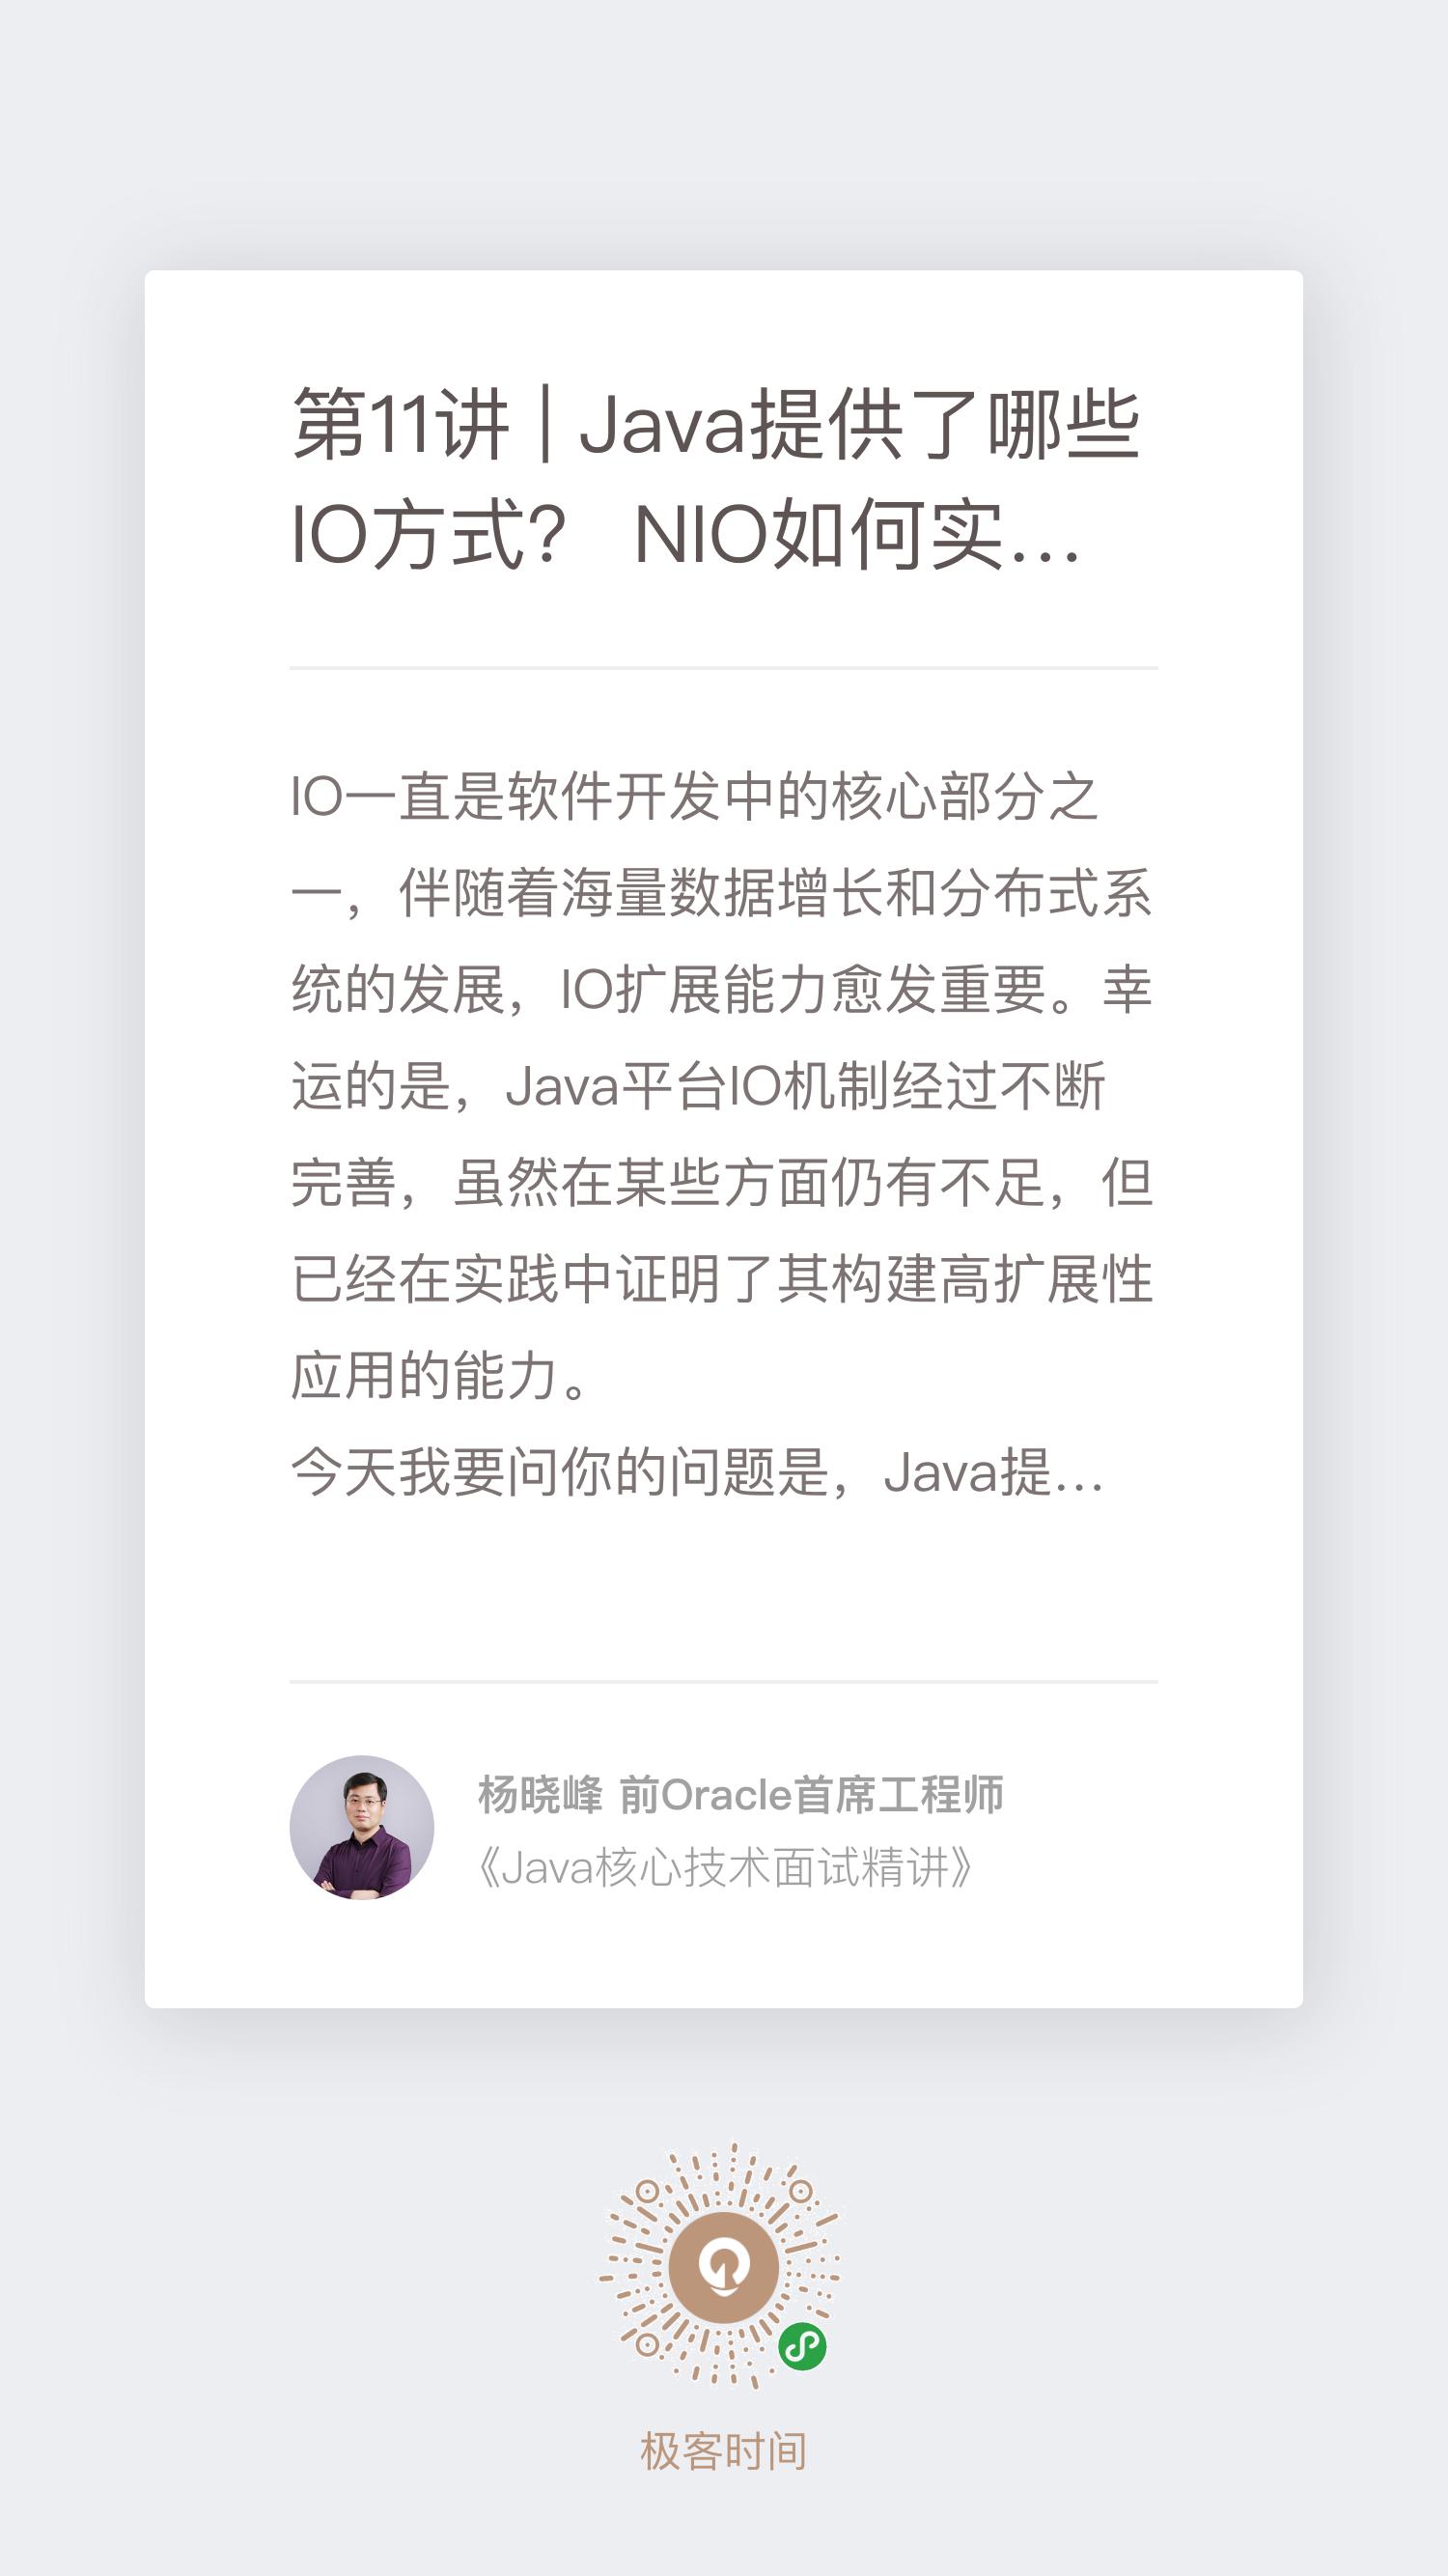 第11讲 | Java提供了哪些
IO方式？ NIO如何实...
IO一直是软件开发中的核心部分之
一，伴随着海量数据增长和分布式系
统的发展，IO扩展能力愈发重要。幸
运的是，Java平台IO机制经过不断
完善，虽然在某些方面仍有不足，但
已经在实践中证明了其构建高扩展性
应用的能力。
今天我要问你的问题是，Java提...
杨晓峰 前Oracle首席工程师
《Java核心技术面试精讲》
极客时间